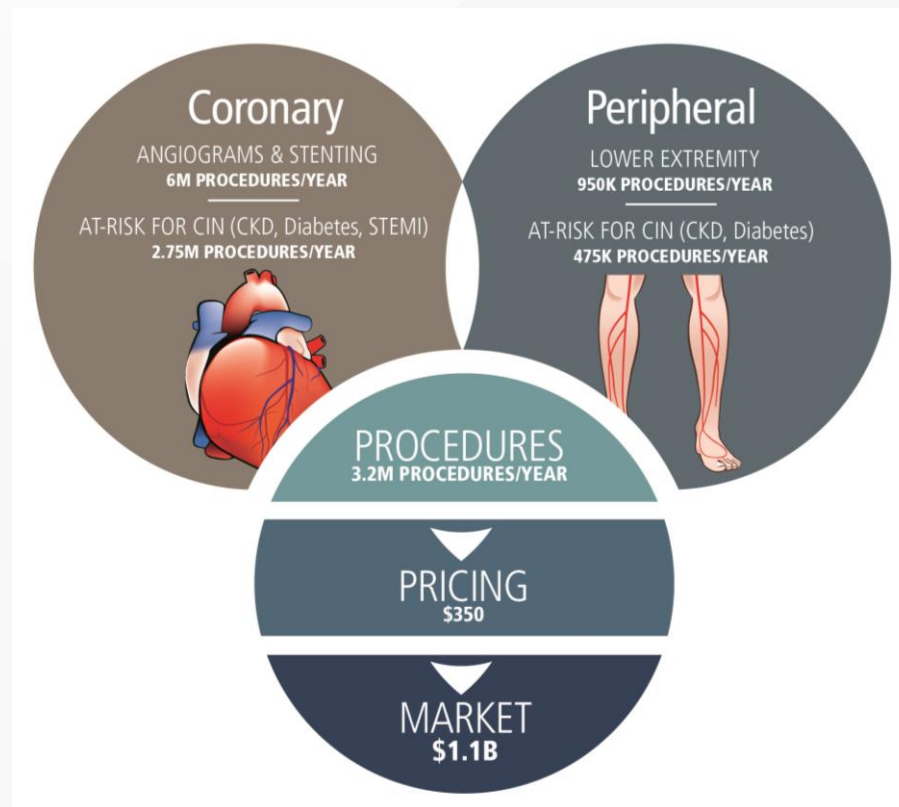 Coronary
ANGIOGRAMS & STENTING
6M PROCEDURES/YEAR
AT-RISK FOR CIN (CKD, Diabetes, STEMI)
2.75M PROCEDURES/YEAR
Peripheral
LOWER EXTREMITY
950K PROCEDURES/YEAR
AT-RISK FOR CIN (CKD, Diabetes)
475K PROCEDURES/YEAR
PROCEDURES
3.2M PROCEDURES/YEAR
PRICING
$350
MARKET
$1.1B